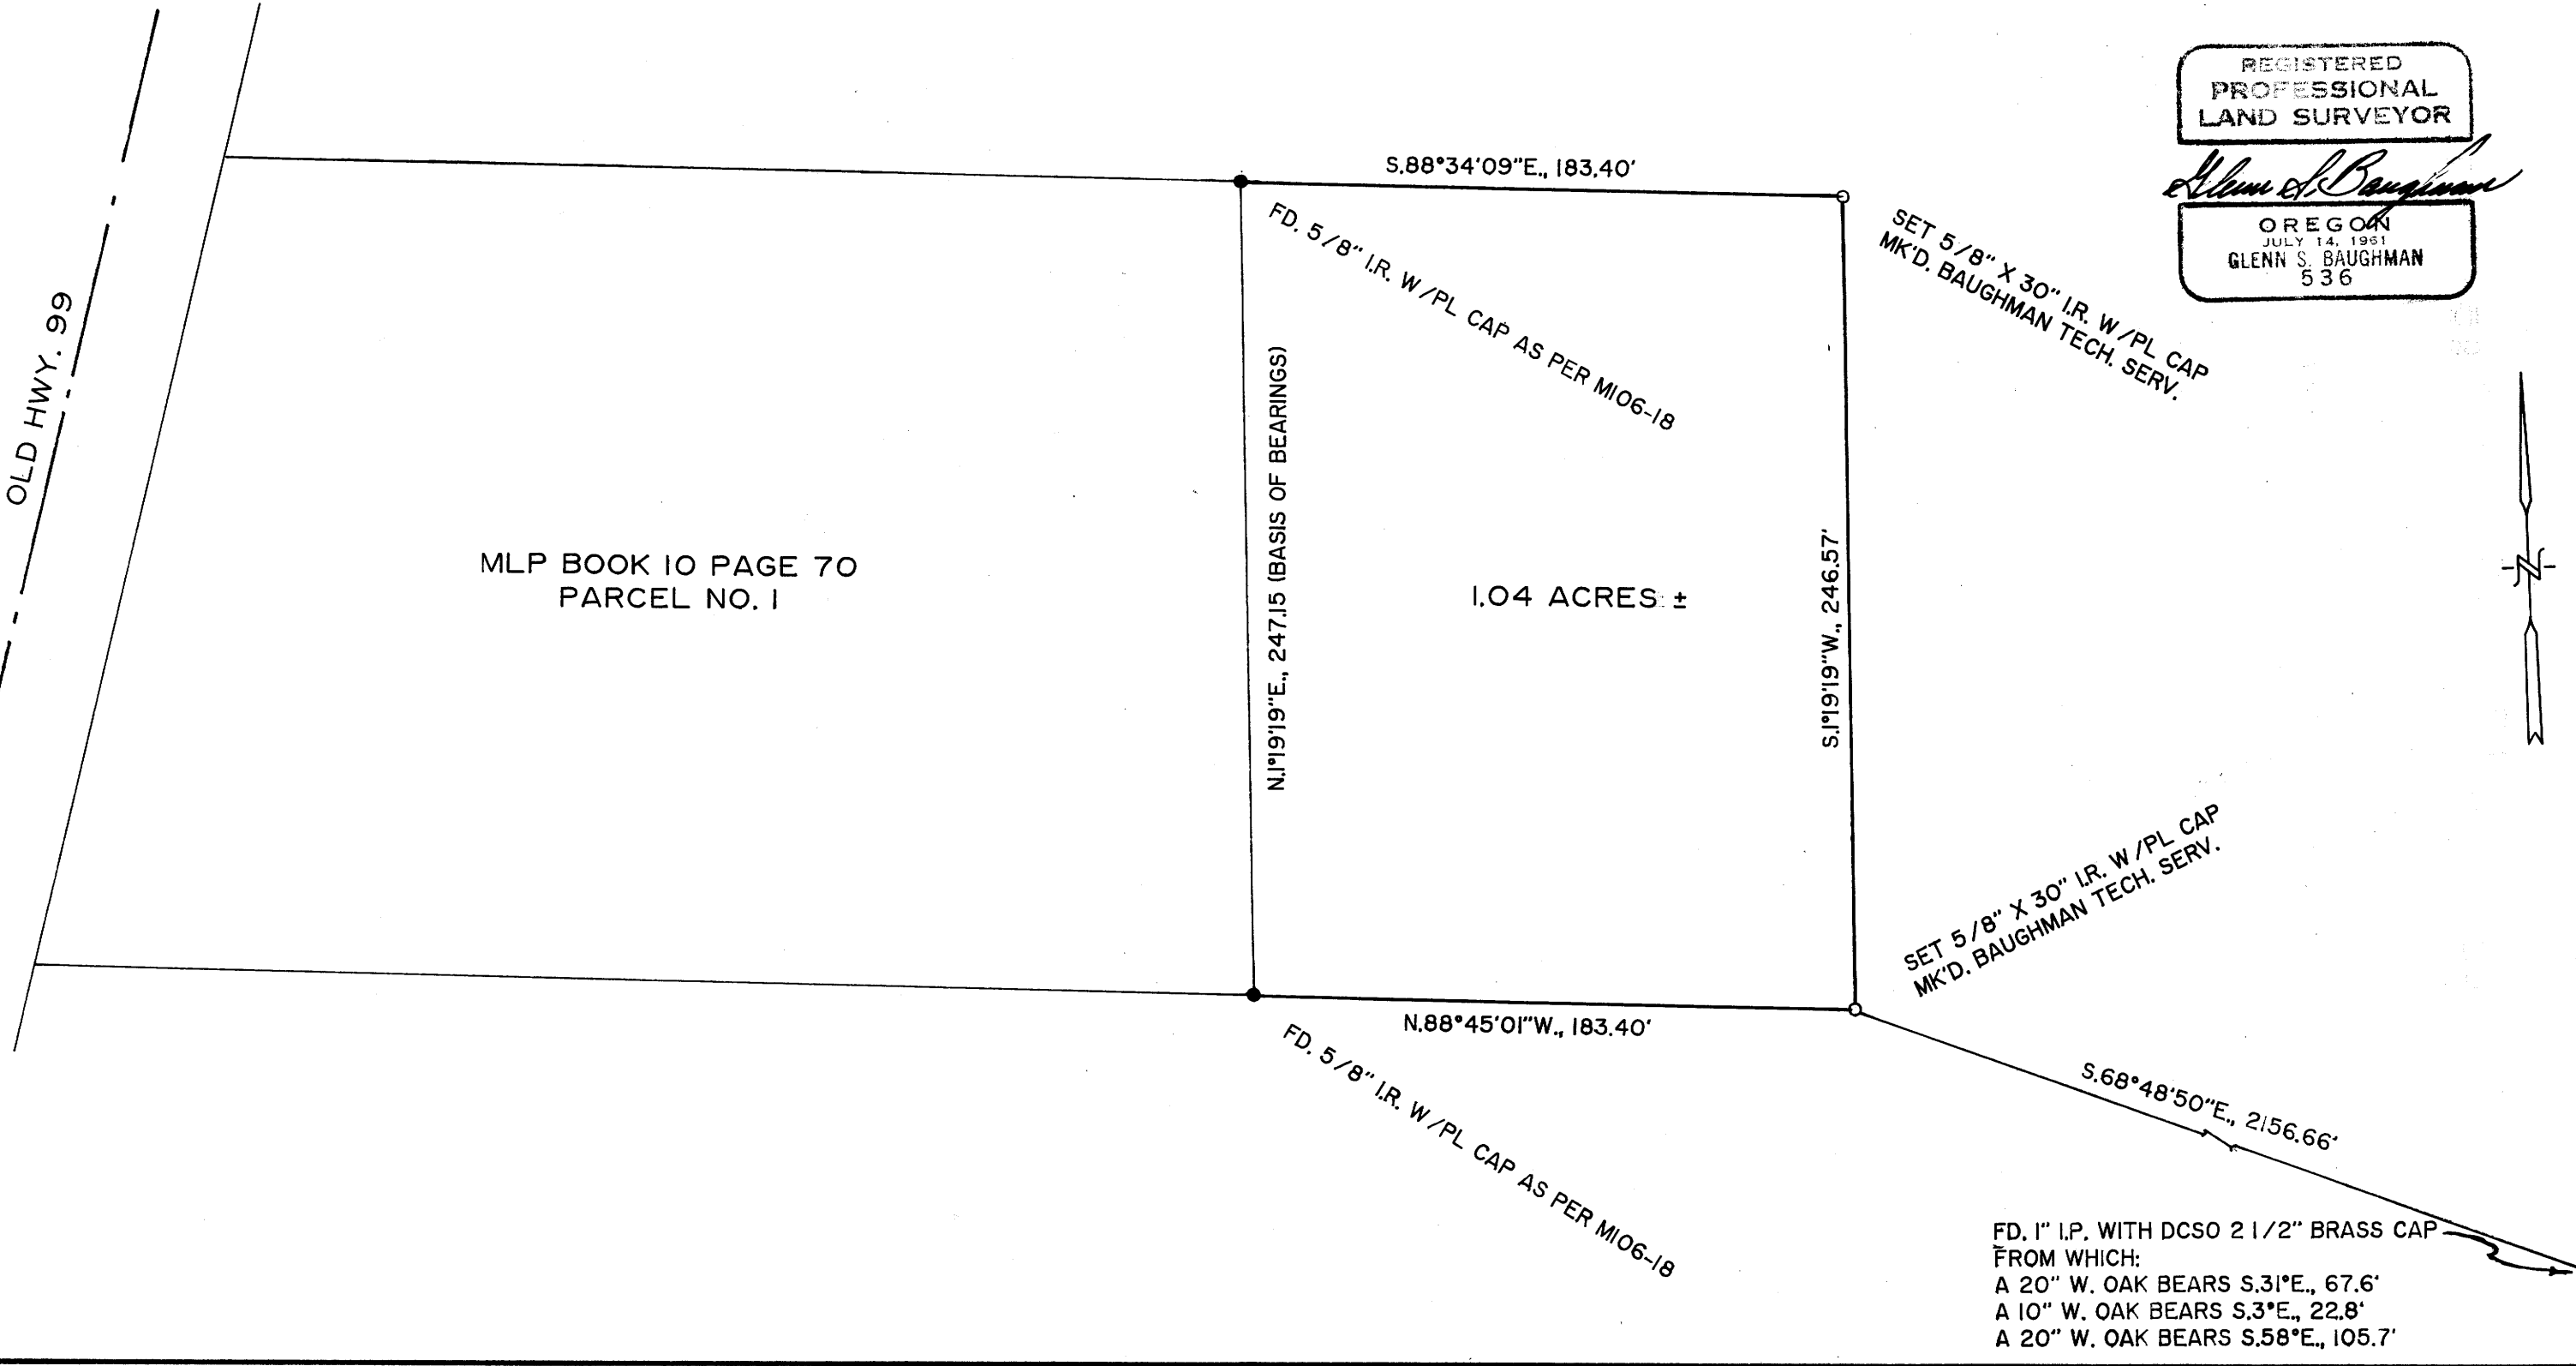 REGISTERED
PROFESSIONAL
LAND SURVEYOR
Glenn S. Baughman
OREGON
JULY 14, 1961
GLENN S. BAUGHMAN
536
S.88°34'09"E., 183.40'
FD. 5/8" I.R. W/PL CAP AS PER M106-18
SET 5/8" X 30" I.R. W/PL CAP
MK'D. BAUGHMAN TECH. SERV.
OLD HWY. 99
MLP BOOK 10 PAGE 70
PARCEL NO. 1
N.1°19'19"E., 247.15 (BASIS OF BEARINGS)
1.04 ACRES ±
S.1°19'19"W., 246.57'
N
SET 5/8" X 30" I.R. W/PL CAP
MK'D. BAUGHMAN TECH. SERV.
N.88°45'01"W., 183.40'
FD. 5/8" I.R. W/PL CAP AS PER M106-18
S.68°48'50"E., 2156.66'
FD. 1" I.P. WITH DCSO 2 1/2" BRASS CAP
FROM WHICH:
A 20" W. OAK BEARS S.31°E., 67.6'
A 10" W. OAK BEARS S.3°E., 22.8'
A 20" W. OAK BEARS S.58°E., 105.7'